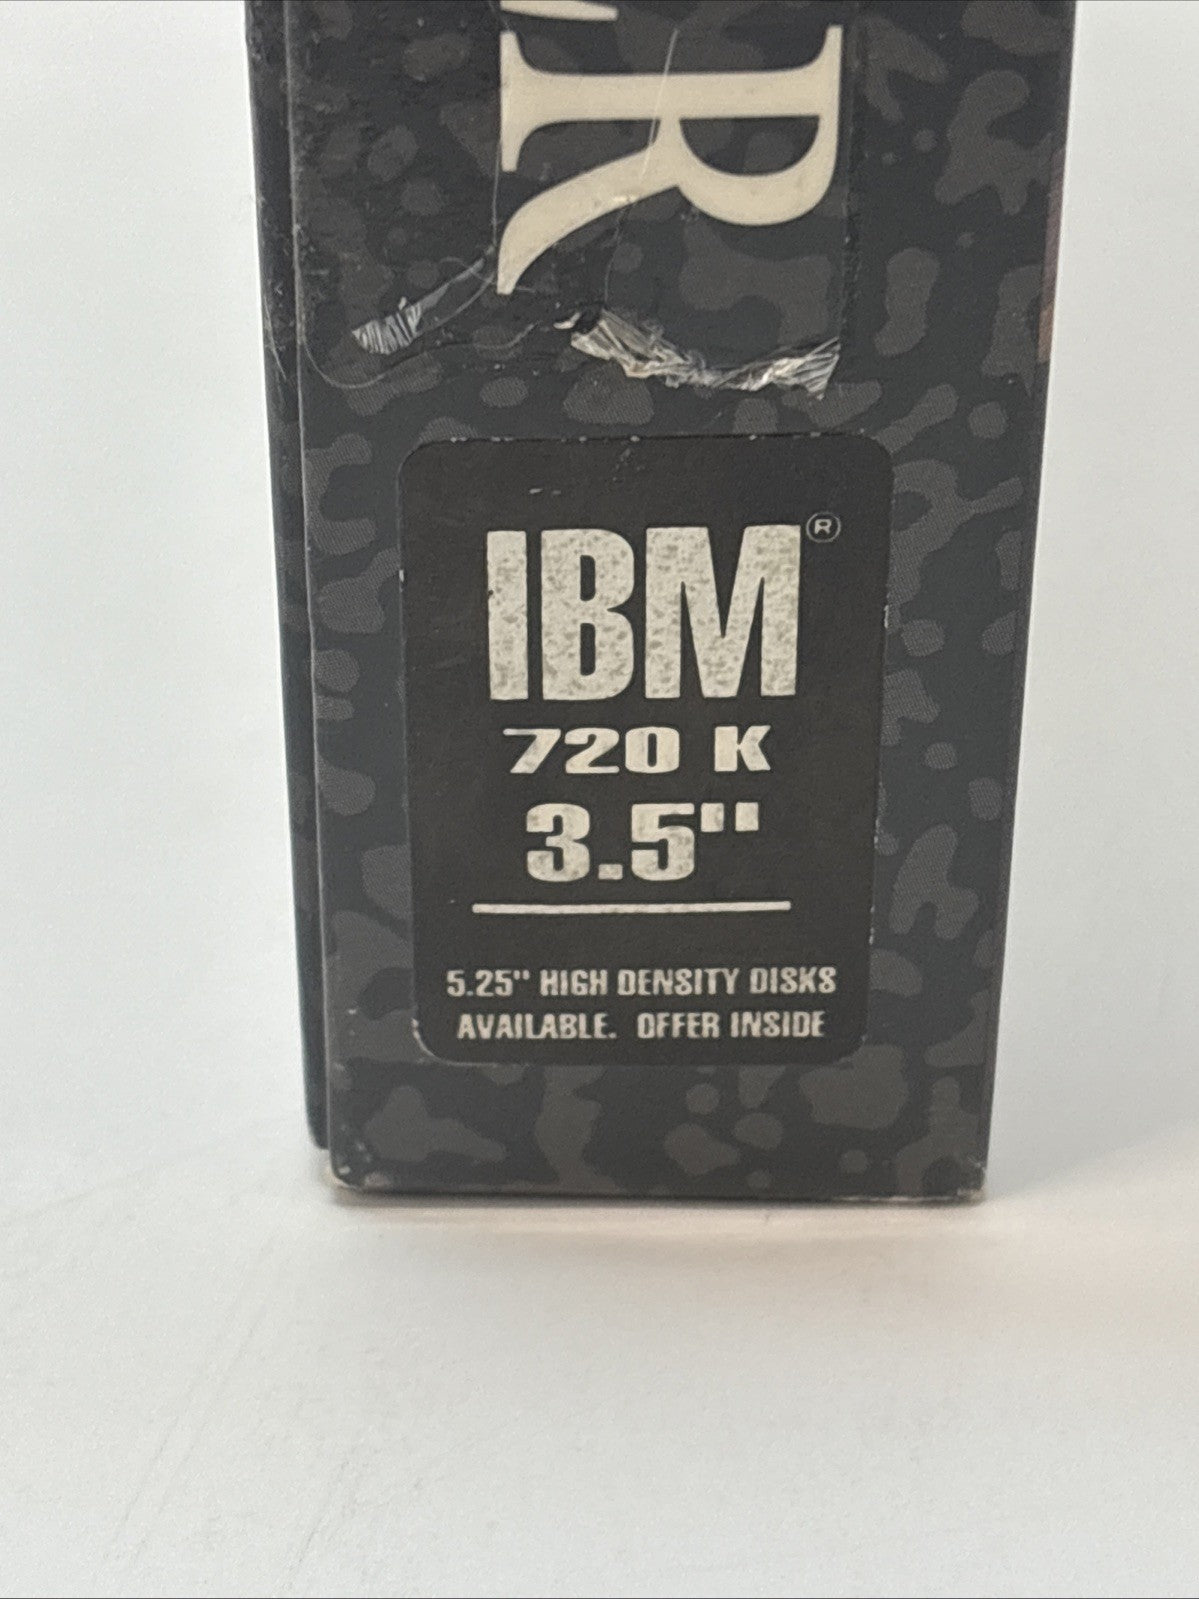 R
IBM®
720 K
3.5"
5.25" HIGH DENSITY DISKS
AVAILABLE. OFFER INSIDE